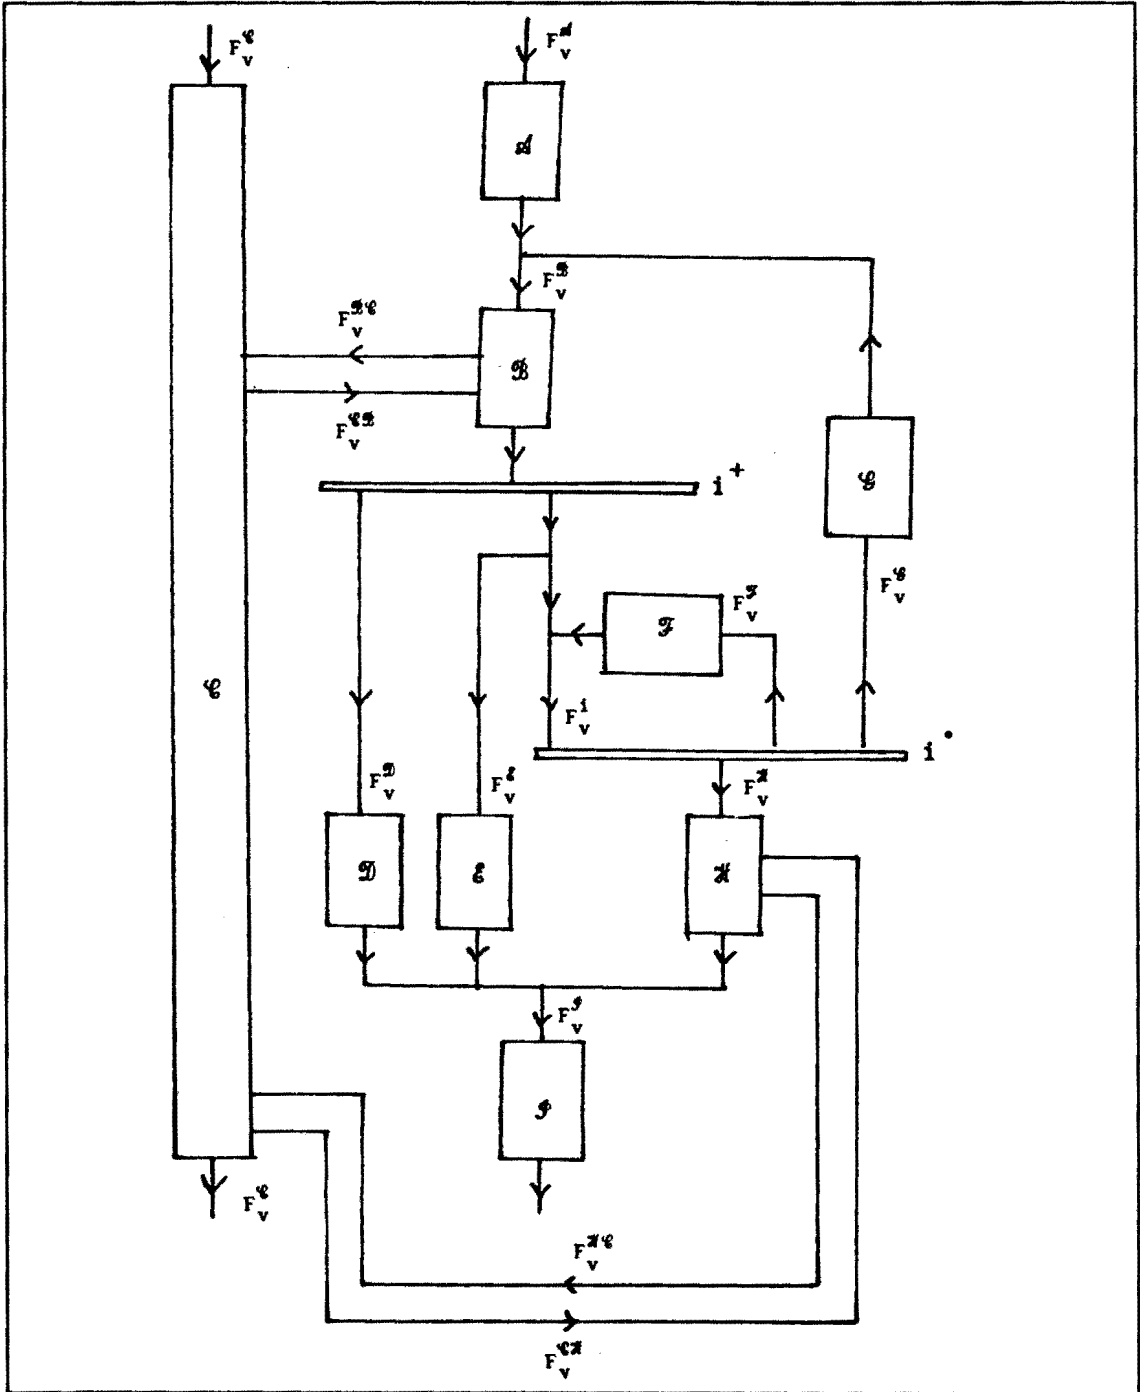 F_v^𝒞
F_v^𝒜
𝒜
F_v^ℬ
F_v^ℬ𝒞
ℬ
F_v^𝒞ℬ
i^+
𝒢
F_v^𝒢
F_v^ℱ
ℱ
𝒞
F_v^i
i^•
F_v^𝒟
F_v^ℰ
F_v^ℋ
𝒟
ℰ
ℋ
F_v^ℐ
ℐ
F_v^𝒞
F_v^ℋ𝒞
F_v^𝒞ℋ